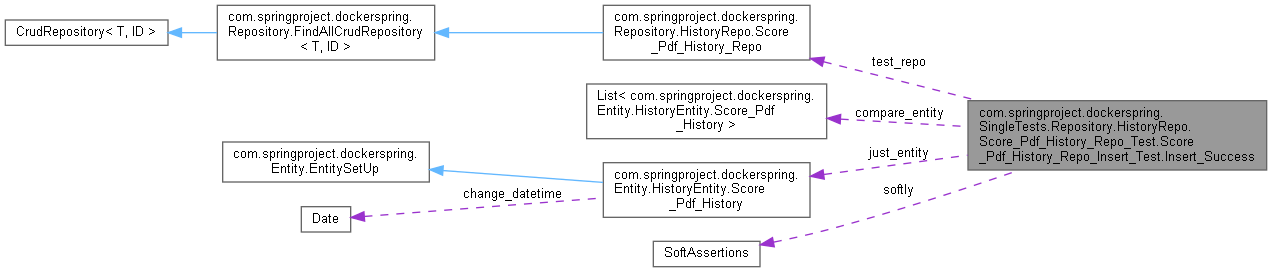 CrudRepository< T, ID >
com.springproject.dockerspring.
Repository.FindAllCrudRepository
< T, ID >
com.springproject.dockerspring.
Repository.HistoryRepo.Score
_Pdf_History_Repo
test_repo
List< com.springproject.dockerspring.
Entity.HistoryEntity.Score_Pdf
_History >
compare_entity
com.springproject.dockerspring.
SingleTests.Repository.HistoryRepo.
Score_Pdf_History_Repo_Test.Score
_Pdf_History_Repo_Insert_Test.Insert_Success
com.springproject.dockerspring.
Entity.EntitySetUp
just_entity
com.springproject.dockerspring.
Entity.HistoryEntity.Score
_Pdf_History
change_datetime
softly
Date
SoftAssertions